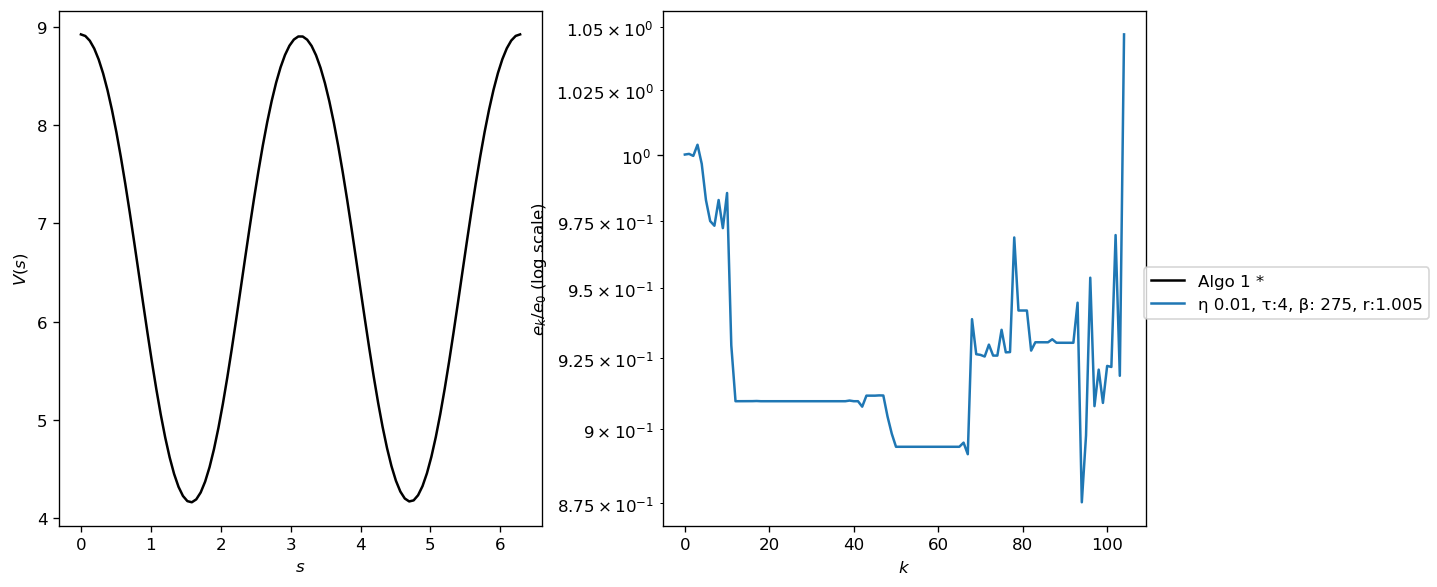 9
8
7
6
5
4
V(s)
0 1 2 3 4 5 6
s
1.05 × 10⁰
1.025 × 10⁰
10⁰
9.75 × 10⁻¹
9.5 × 10⁻¹
9.25 × 10⁻¹
9 × 10⁻¹
8.75 × 10⁻¹
eₖ/e₀ (log scale)
0 20 40 60 80 100
k
Algo 1 *
η 0.01, τ:4, β: 275, r:1.005